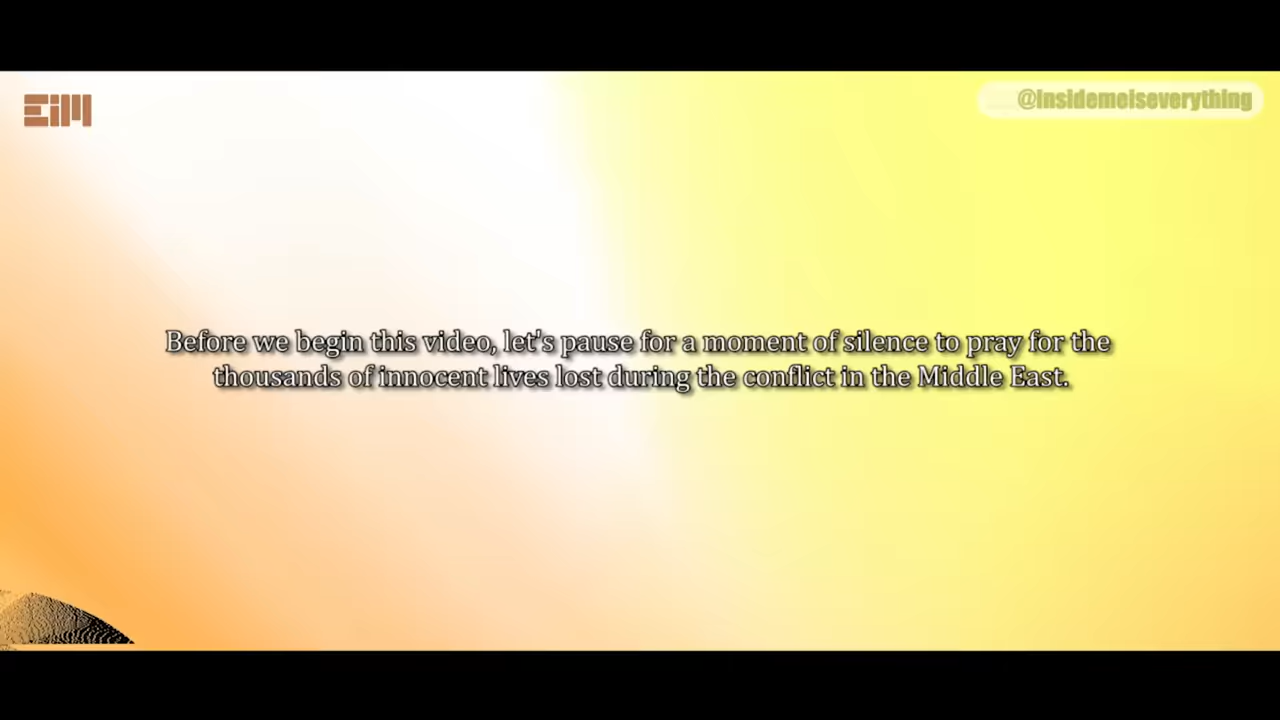 EiM
@insidemeiseverything
Before we begin this video, let's pause for a moment of silence to pray for the
thousands of innocent lives lost during the conflict in the Middle East.